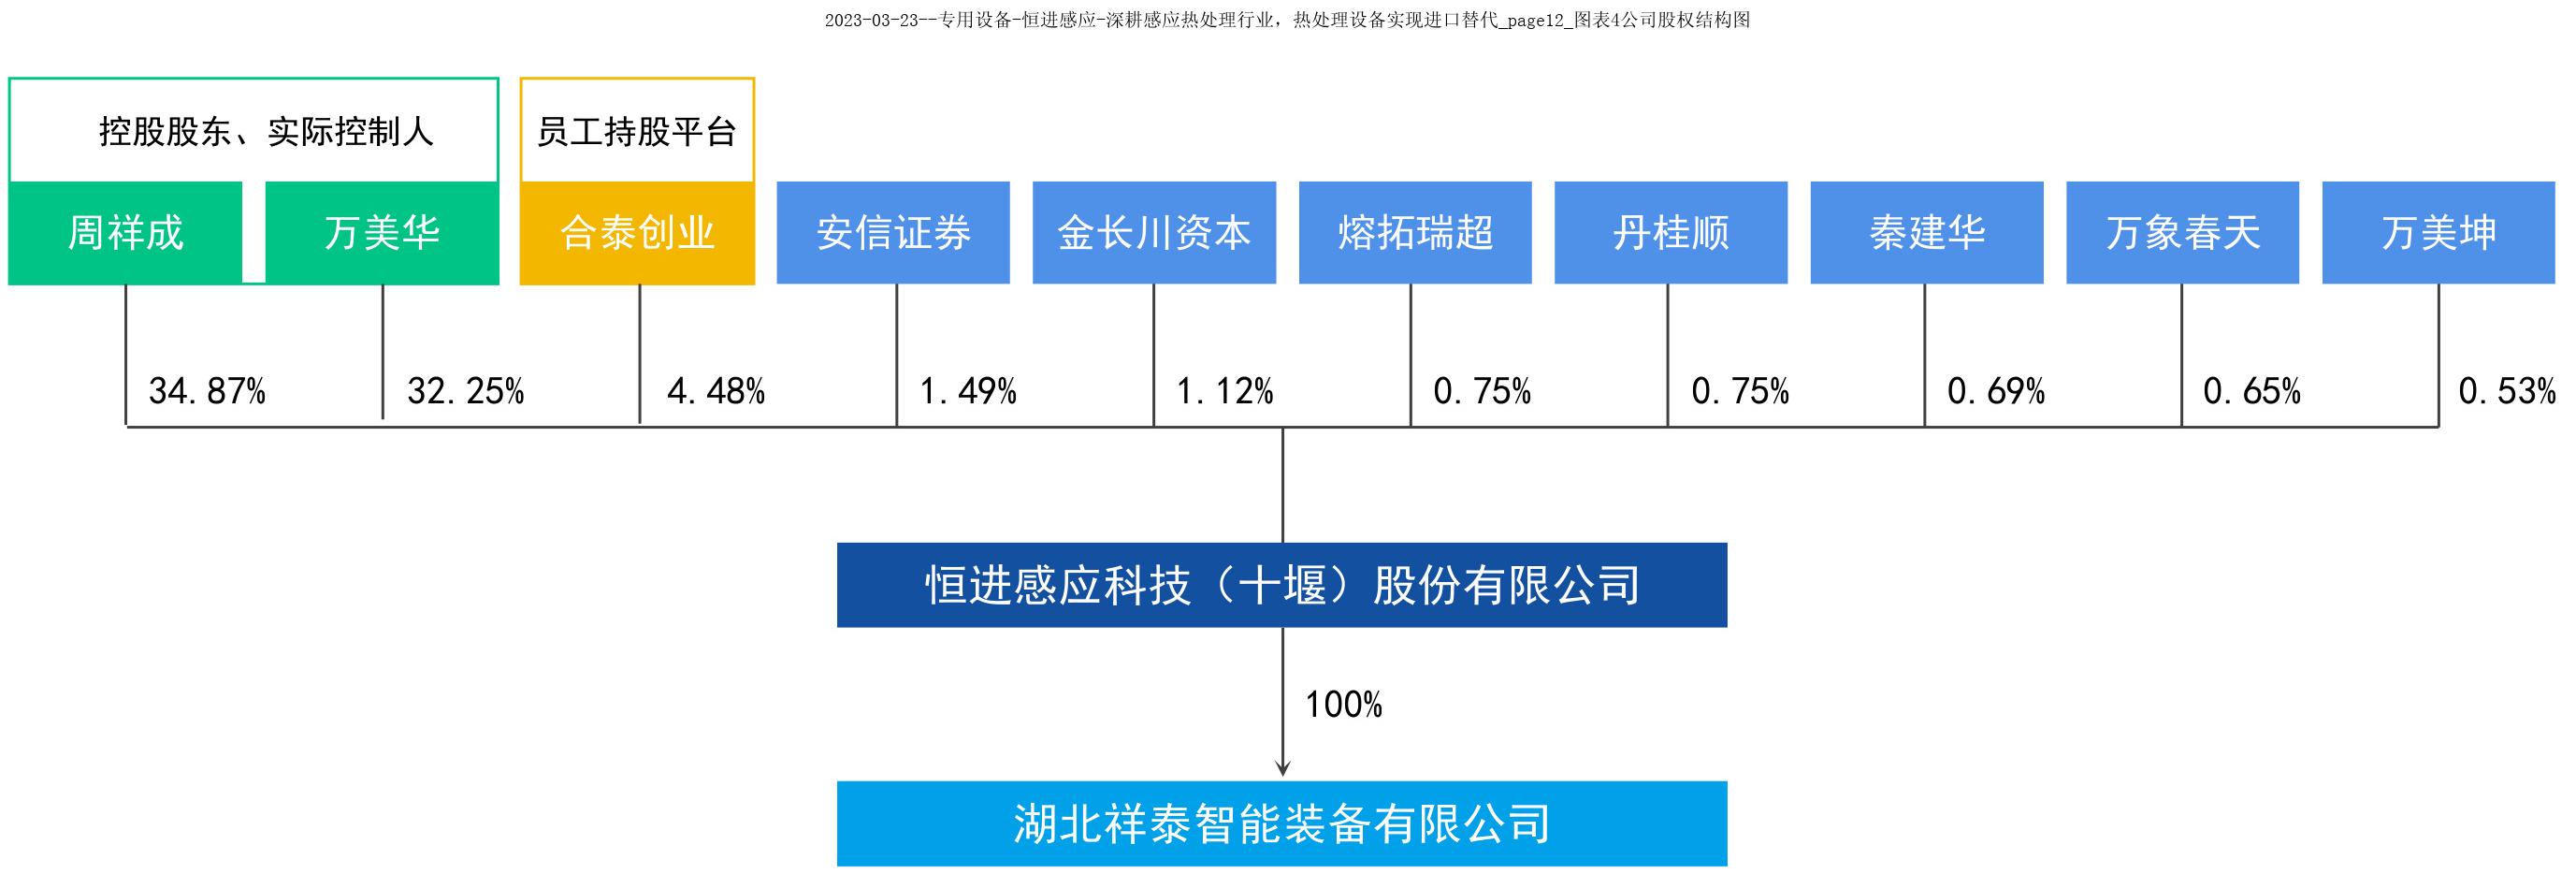 2023-03-23--专用设备-恒进感应-深耕感应热处理行业，热处理设备实现进口替代_page12_图表4公司股权结构图
控股股东、实际控制人
员工持股平台
周祥成
万美华
合泰创业
安信证券
金长川资本
熔拓瑞超
丹桂顺
秦建华
万象春天
万美坤
34.87%
32.25%
4.48%
1.49%
1.12%
0.75%
0.75%
0.69%
0.65%
0.53%
恒进感应科技（十堰）股份有限公司
100%
湖北祥泰智能装备有限公司